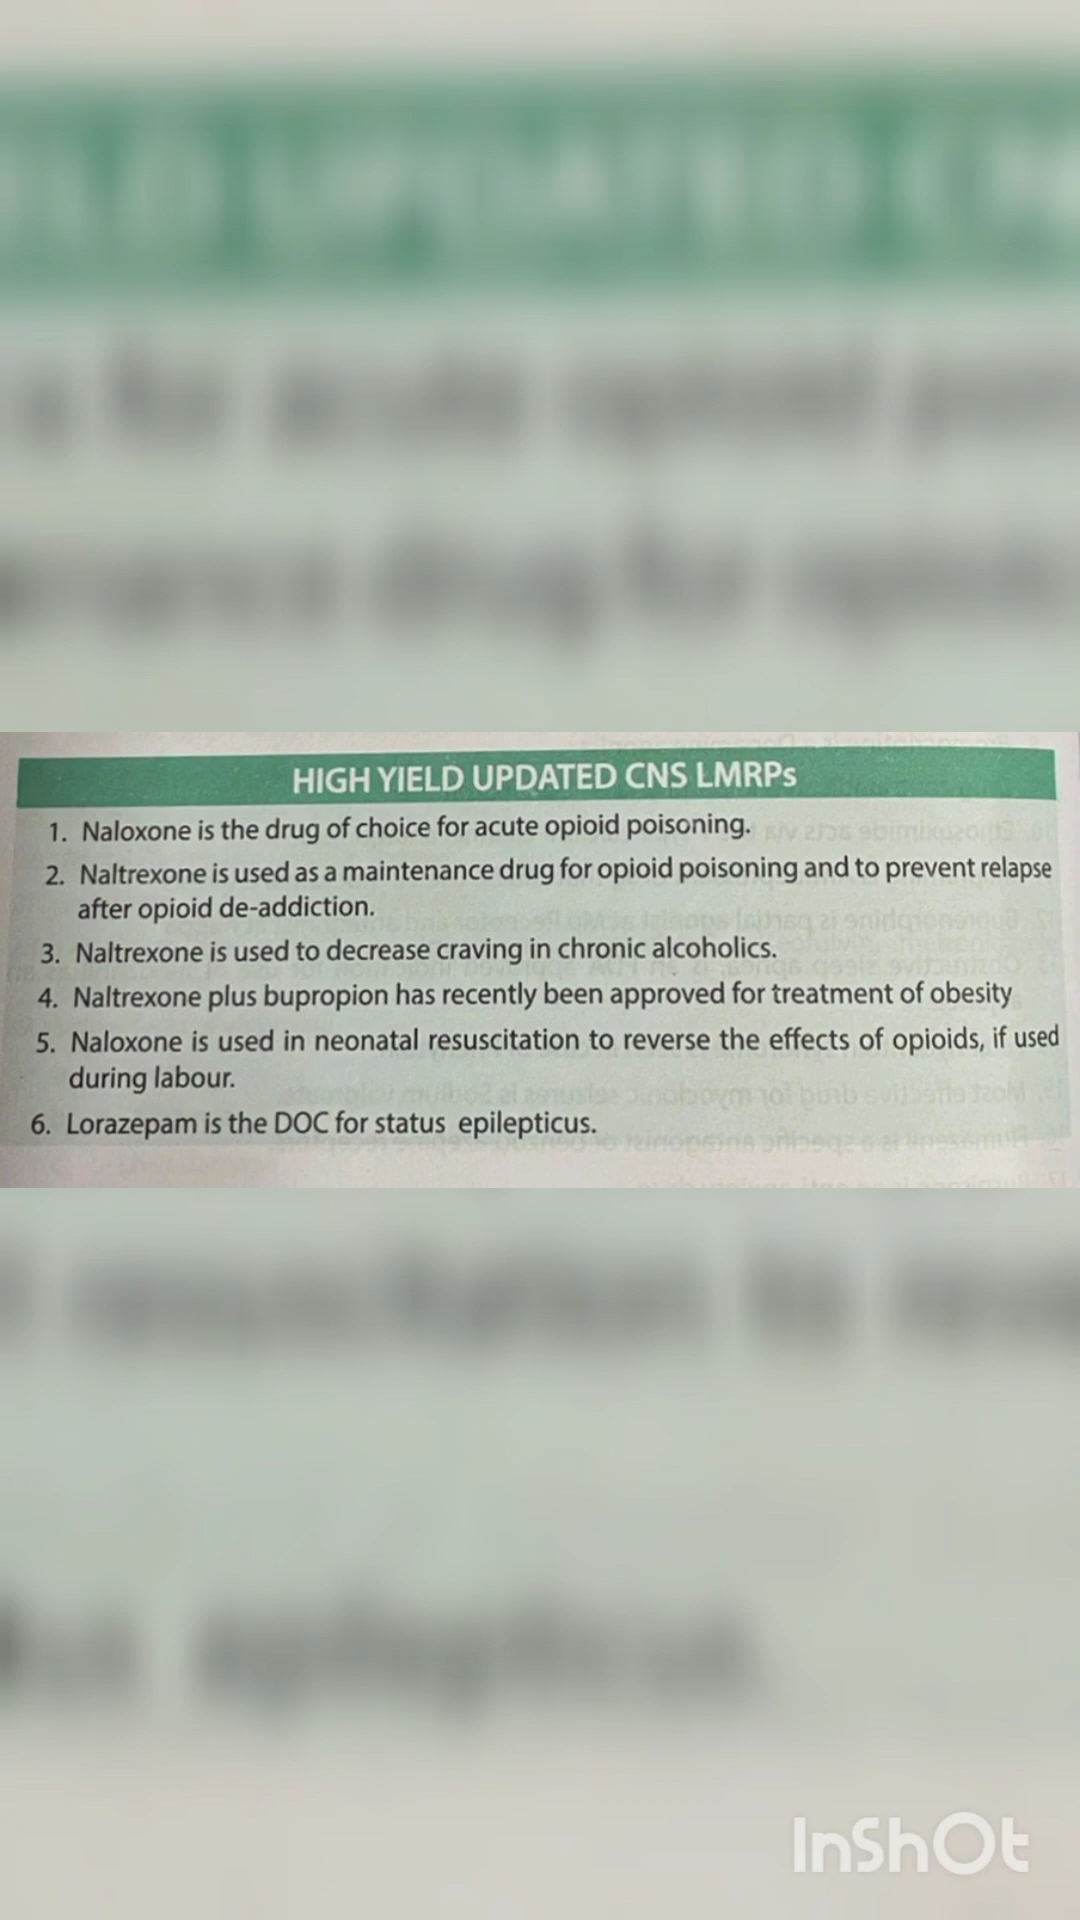 HIGH YIELD UPDATED CNS LMRPs
1. Naloxone is the drug of choice for acute opioid poisoning.
2. Naltrexone is used as a maintenance drug for opioid poisoning and to prevent relapse
after opioid de-addiction.
3. Naltrexone is used to decrease craving in chronic alcoholics.
4. Naltrexone plus bupropion has recently been approved for treatment of obesity
5. Naloxone is used in neonatal resuscitation to reverse the effects of opioids, if used
during labour.
6. Lorazepam is the DOC for status epilepticus.
InShOt